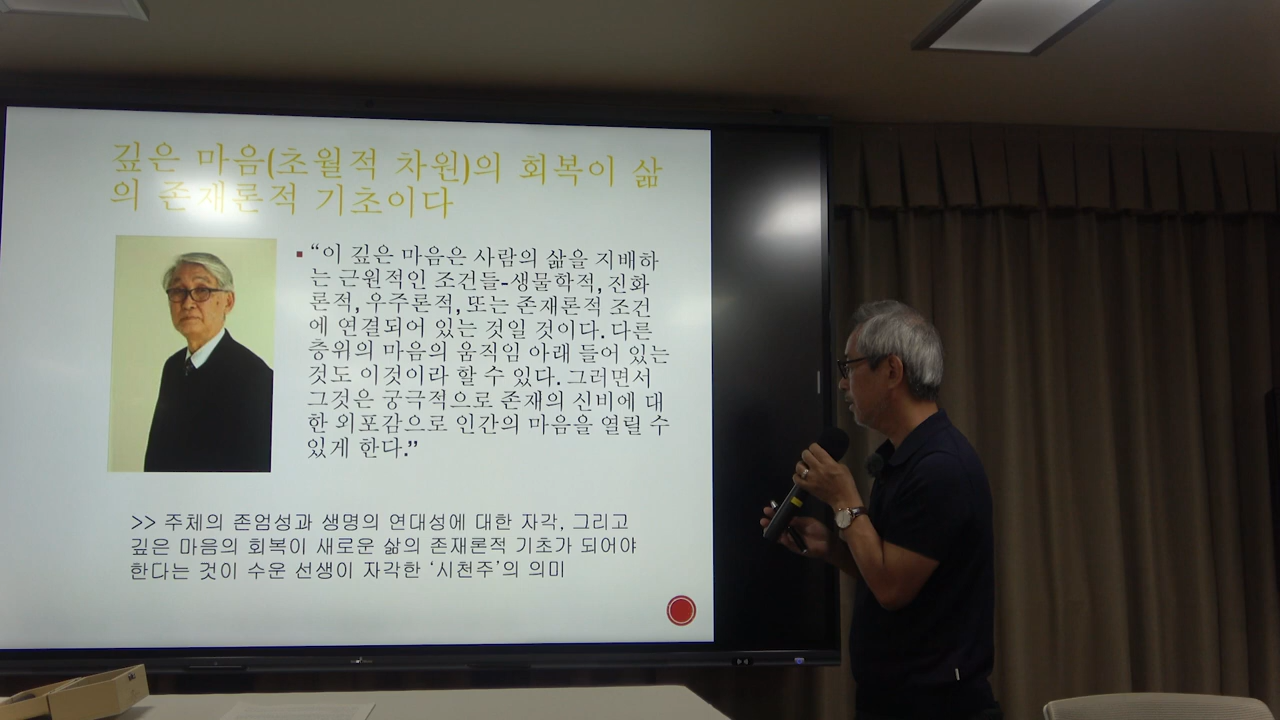 깊은 마음(초월적 차원)의 회복이 삶
의 존재론적 기초이다
“이 깊은 마음은 사람의 삶을 지배하
는 근원적인 조건들-생물학적, 진화
론적, 우주론적, 또는 존재론적 조건
에 연결되어 있는 것일 것이다. 다른
층위의 마음의 움직임 아래 들어 있는
것도 이것이라 할 수 있다. 그러면서
그것은 궁극적으로 존재의 신비에 대
한 외포감으로 인간의 마음을 열릴 수
있게 한다.”
>> 주체의 존엄성과 생명의 연대성에 대한 자각, 그리고
깊은 마음의 회복이 새로운 삶의 존재론적 기초가 되어야
한다는 것이 수운 선생이 자각한 ‘시천주’의 의미